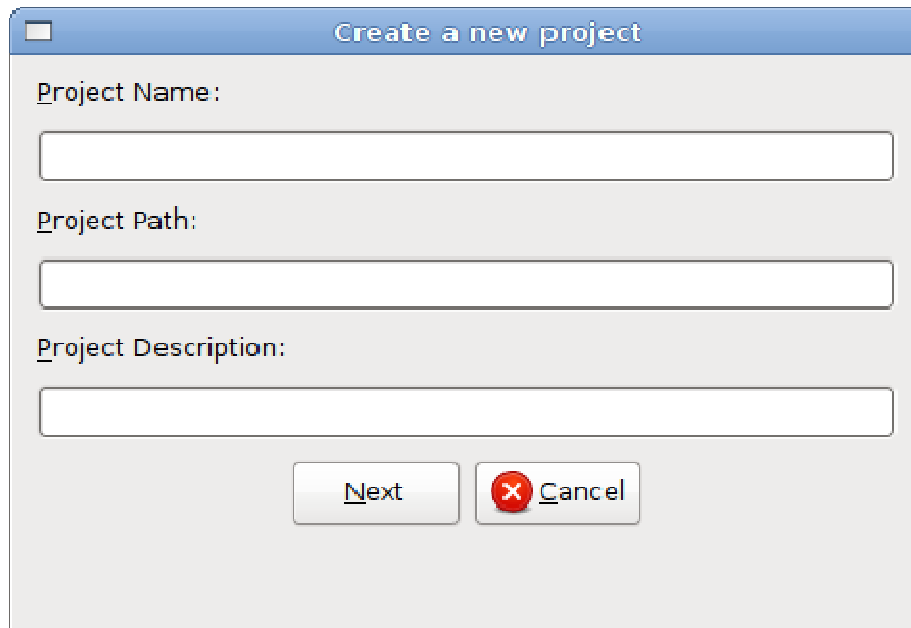 Create a new project
Project Name:
Project Path:
Project Description:
Next Cancel